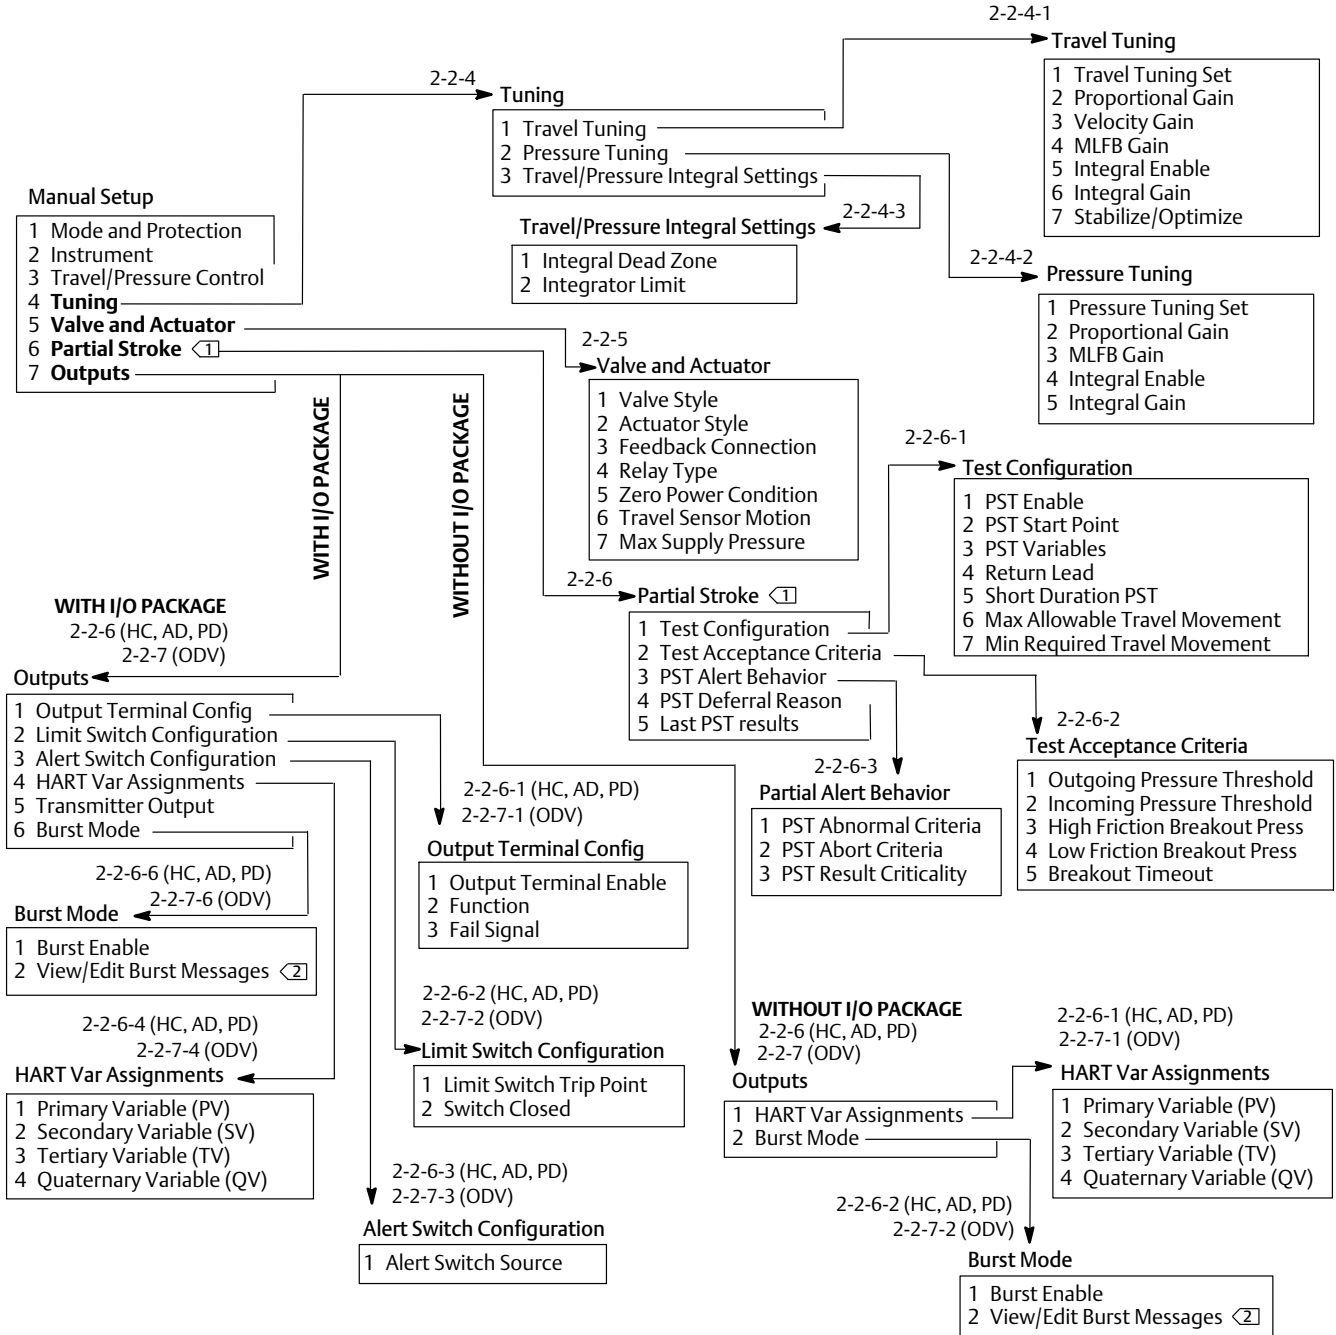 2-2-4-1
Travel Tuning
1 Travel Tuning Set
2 Proportional Gain
3 Velocity Gain
4 MLFB Gain
5 Integral Enable
6 Integral Gain
7 Stabilize/Optimize
2-2-4
Tuning
1 Travel Tuning
2 Pressure Tuning
3 Travel/Pressure Integral Settings
2-2-4-3
Travel/Pressure Integral Settings
1 Integral Dead Zone
2 Integrator Limit
2-2-4-2
Pressure Tuning
1 Pressure Tuning Set
2 Proportional Gain
3 MLFB Gain
4 Integral Enable
5 Integral Gain
Manual Setup
1 Mode and Protection
2 Instrument
3 Travel/Pressure Control
4 Tuning
5 Valve and Actuator
6 Partial Stroke 1
7 Outputs
WITH I/O PACKAGE
WITHOUT I/O PACKAGE
2-2-5
Valve and Actuator
1 Valve Style
2 Actuator Style
3 Feedback Connection
4 Relay Type
5 Zero Power Condition
6 Travel Sensor Motion
7 Max Supply Pressure
2-2-6
Partial Stroke 1
1 Test Configuration
2 Test Acceptance Criteria
3 PST Alert Behavior
4 PST Deferral Reason
5 Last PST results
2-2-6-1
Test Configuration
1 PST Enable
2 PST Start Point
3 PST Variables
4 Return Lead
5 Short Duration PST
6 Max Allowable Travel Movement
7 Min Required Travel Movement
2-2-6-2
Test Acceptance Criteria
1 Outgoing Pressure Threshold
2 Incoming Pressure Threshold
3 High Friction Breakout Press
4 Low Friction Breakout Press
5 Breakout Timeout
2-2-6-3
Partial Alert Behavior
1 PST Abnormal Criteria
2 PST Abort Criteria
3 PST Result Criticality
WITH I/O PACKAGE
2-2-6 (HC, AD, PD)
2-2-7 (ODV)
Outputs
1 Output Terminal Config
2 Limit Switch Configuration
3 Alert Switch Configuration
4 HART Var Assignments
5 Transmitter Output
6 Burst Mode
2-2-6-6 (HC, AD, PD)
2-2-7-6 (ODV)
Burst Mode
1 Burst Enable
2 View/Edit Burst Messages 2
2-2-6-4 (HC, AD, PD)
2-2-7-4 (ODV)
HART Var Assignments
1 Primary Variable (PV)
2 Secondary Variable (SV)
3 Tertiary Variable (TV)
4 Quaternary Variable (QV)
2-2-6-1 (HC, AD, PD)
2-2-7-1 (ODV)
Output Terminal Config
1 Output Terminal Enable
2 Function
3 Fail Signal
2-2-6-2 (HC, AD, PD)
2-2-7-2 (ODV)
Limit Switch Configuration
1 Limit Switch Trip Point
2 Switch Closed
2-2-6-3 (HC, AD, PD)
2-2-7-3 (ODV)
Alert Switch Configuration
1 Alert Switch Source
WITHOUT I/O PACKAGE
2-2-6 (HC, AD, PD)
2-2-7 (ODV)
Outputs
1 HART Var Assignments
2 Burst Mode
2-2-6-1 (HC, AD, PD)
2-2-7-1 (ODV)
HART Var Assignments
1 Primary Variable (PV)
2 Secondary Variable (SV)
3 Tertiary Variable (TV)
4 Quaternary Variable (QV)
2-2-6-2 (HC, AD, PD)
2-2-7-2 (ODV)
Burst Mode
1 Burst Enable
2 View/Edit Burst Messages 2